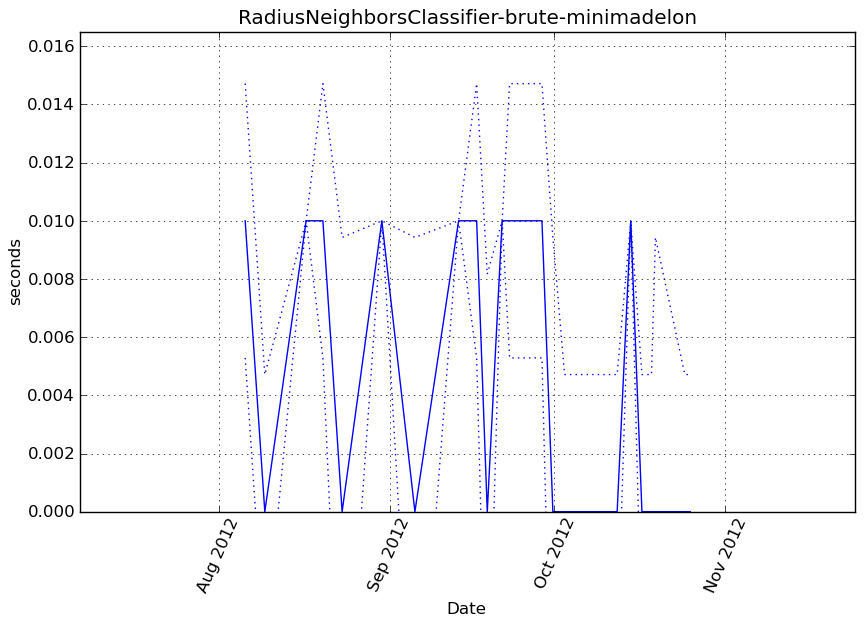 RadiusNeighborsClassifier-brute-minimadelon
0.016
0.014
0.012
0.010
0.008
0.006
0.004
0.002
0.000
seconds
Aug 2012
Sep 2012
Oct 2012
Nov 2012
Date